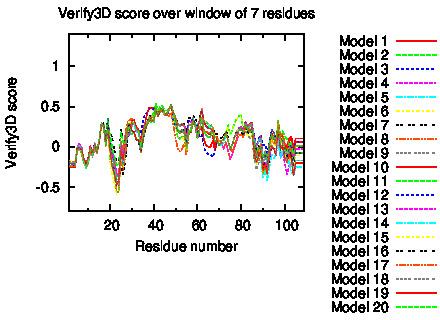 Verify3D score over window of 7 residues
Verify3D score
1
0.5
0
-0.5
20 40 60 80 100
Residue number
Model 1
Model 2
Model 3
Model 4
Model 5
Model 6
Model 7
Model 8
Model 9
Model 10
Model 11
Model 12
Model 13
Model 14
Model 15
Model 16
Model 17
Model 18
Model 19
Model 20